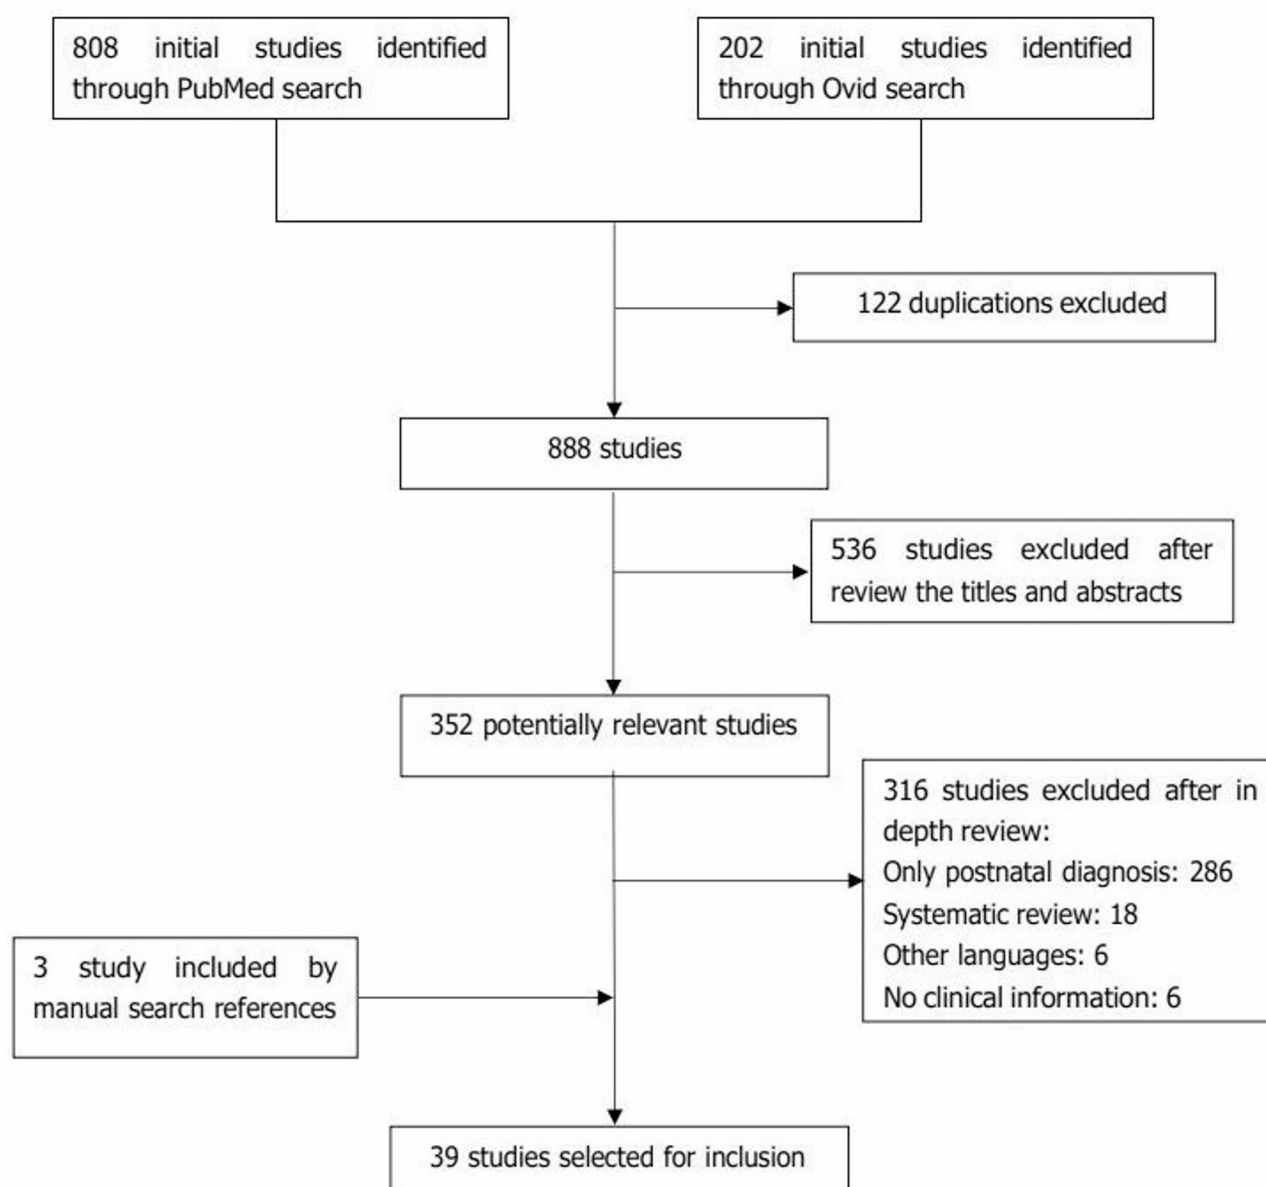 808 initial studies identified
through PubMed search
202 initial studies identified
through Ovid search
122 duplications excluded
888 studies
536 studies excluded after
review the titles and abstracts
352 potentially relevant studies
316 studies excluded after in
depth review:
Only postnatal diagnosis: 286
Systematic review: 18
Other languages: 6
No clinical information: 6
3 study included by
manual search references
39 studies selected for inclusion